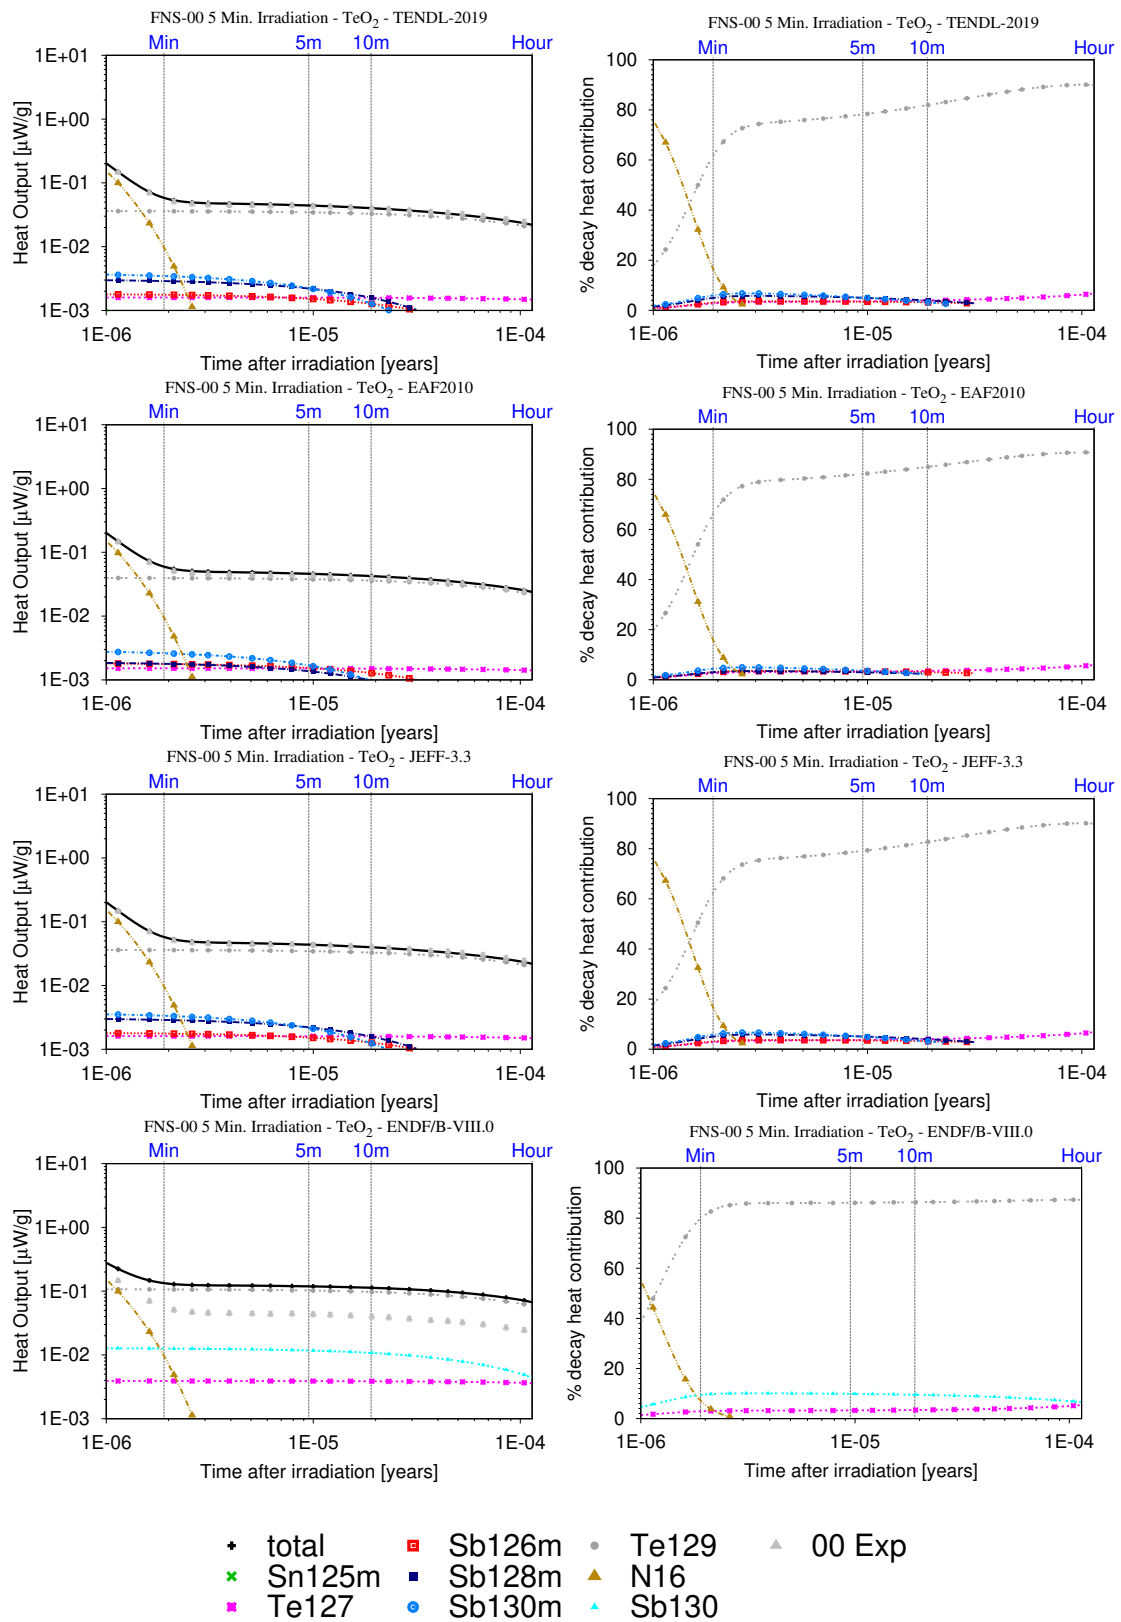 FNS-00 5 Min. Irradiation - TeO2 - TENDL-2019
Min 5m 10m Hour
1E+01
1E+00
1E-01
1E-02
1E-03
Heat Output [µW/g]
1E-06 1E-05 1E-04
Time after irradiation [years]
FNS-00 5 Min. Irradiation - TeO2 - TENDL-2019
Min 5m 10m Hour
100
80
60
40
20
0
% decay heat contribution
1E-06 1E-05 1E-04
Time after irradiation [years]
FNS-00 5 Min. Irradiation - TeO2 - EAF2010
Min 5m 10m Hour
1E+01
1E+00
1E-01
1E-02
1E-03
Heat Output [µW/g]
1E-06 1E-05 1E-04
Time after irradiation [years]
FNS-00 5 Min. Irradiation - TeO2 - EAF2010
Min 5m 10m Hour
100
80
60
40
20
0
% decay heat contribution
1E-06 1E-05 1E-04
Time after irradiation [years]
FNS-00 5 Min. Irradiation - TeO2 - JEFF-3.3
Min 5m 10m Hour
1E+01
1E+00
1E-01
1E-02
1E-03
Heat Output [µW/g]
1E-06 1E-05 1E-04
Time after irradiation [years]
FNS-00 5 Min. Irradiation - TeO2 - JEFF-3.3
Min 5m 10m Hour
100
80
60
40
20
0
% decay heat contribution
1E-06 1E-05 1E-04
Time after irradiation [years]
FNS-00 5 Min. Irradiation - TeO2 - ENDF/B-VIII.0
Min 5m 10m Hour
1E+01
1E+00
1E-01
1E-02
1E-03
Heat Output [µW/g]
1E-06 1E-05 1E-04
Time after irradiation [years]
FNS-00 5 Min. Irradiation - TeO2 - ENDF/B-VIII.0
Min 5m 10m Hour
100
80
60
40
20
0
% decay heat contribution
1E-06 1E-05 1E-04
Time after irradiation [years]
total Sb126m Te129 00 Exp
Sn125m Sb128m N16
Te127 Sb130m Sb130